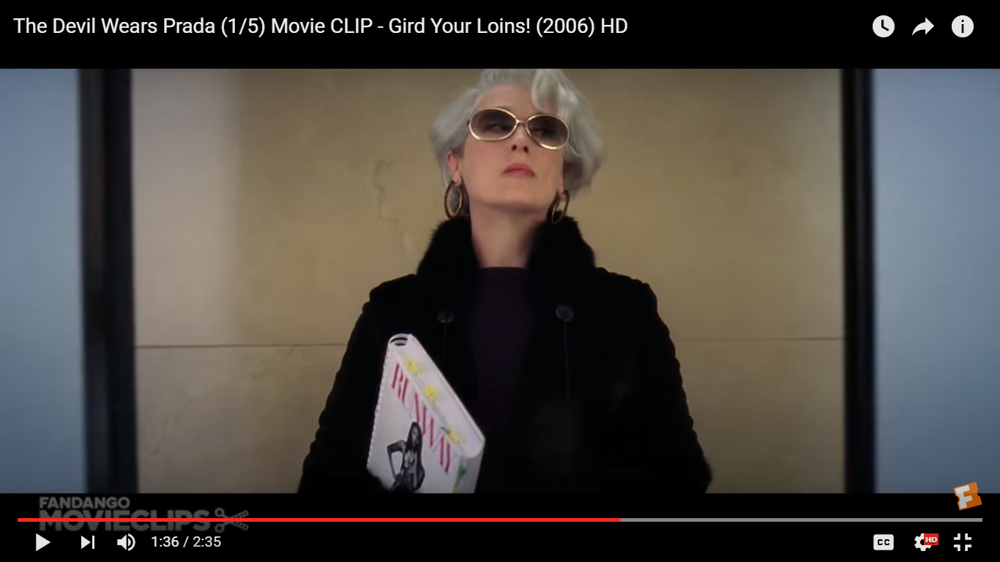 The Devil Wears Prada (1/5) Movie CLIP - Gird Your Loins! (2006) HD
RUNWAY
FANDANGO
MOVIECLIPS
F
1:36 / 2:35
CC
HD